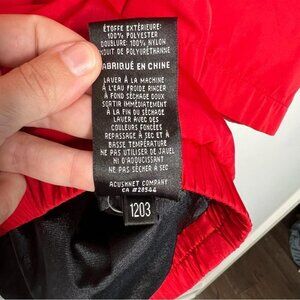 ÉTOFFE EXTÉRIEURE:
100% POLYESTER
DOUBLURE: 100% NYLON
ENDUIT DE POLYURÉTHANE
FABRIQUÉ EN CHINE
LAVER À LA MACHINE
À L'EAU FROIDE RINCER
À FOND SÉCHAGE DOUX
SORTIR IMMÉDIATEMENT
À LA FIN DU SÉCHAGE
LAVER AVEC DES
COULEURS FONCÉES
REPASSAGE À SEC ET À
BASSE TEMPÉRATURE
NE PAS UTILISER DE JAVEL
NI D'ADOUCISSANT
NE PAS SÉCHER À SEC
ACUSHNET COMPANY
CA #28544
1203